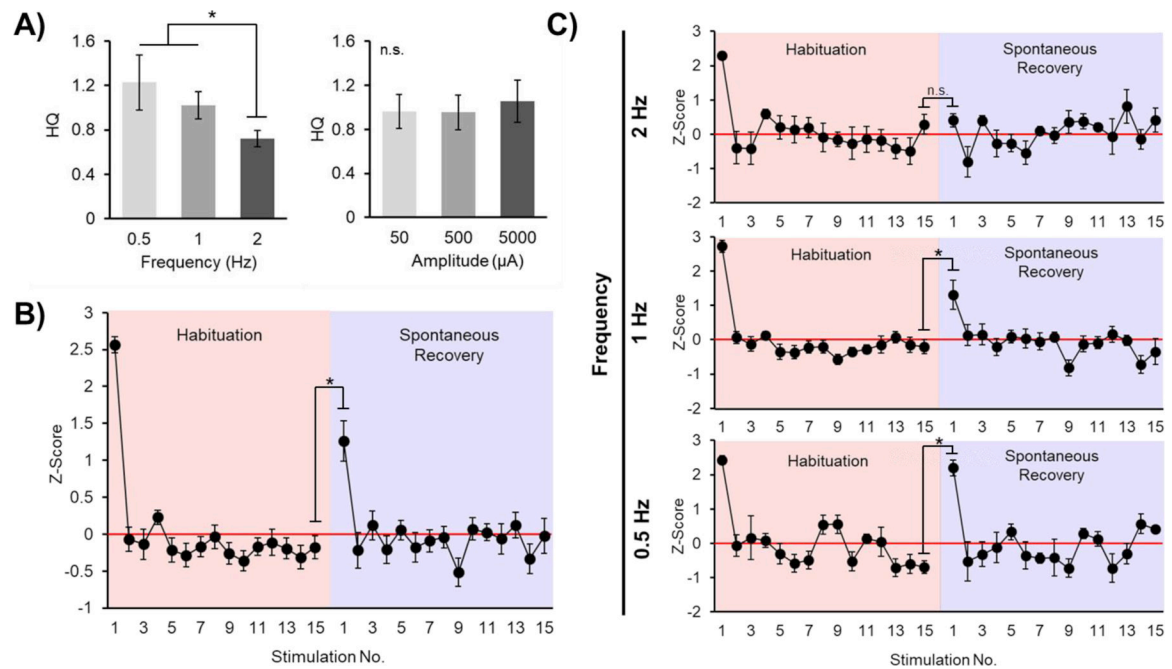 A)
*
1.6
1.2
0.8
0.4
0
HQ
0.5 1 2
Frequency (Hz)
n.s.
1.6
1.2
0.8
0.4
0
HQ
50 500 5000
Amplitude (µA)
B)
Habituation
Spontaneous
Recovery
*
3
2.5
2
1.5
1
0.5
0
-0.5
-1
Z-Score
1 3 5 7 9 11 13 15 1 3 5 7 9 11 13 15
Stimulation No.
C)
Frequency
2 Hz
Habituation
Spontaneous
Recovery
n.s.
3
2
1
0
-1
-2
Z-Score
1 3 5 7 9 11 13 15 1 3 5 7 9 11 13 15
1 Hz
Habituation
Spontaneous
Recovery
*
3
2
1
0
-1
-2
Z-Score
1 3 5 7 9 11 13 15 1 3 5 7 9 11 13 15
0.5 Hz
Habituation
Spontaneous
Recovery
*
3
2
1
0
-1
-2
Z-Score
1 3 5 7 9 11 13 15 1 3 5 7 9 11 13 15
Stimulation No.